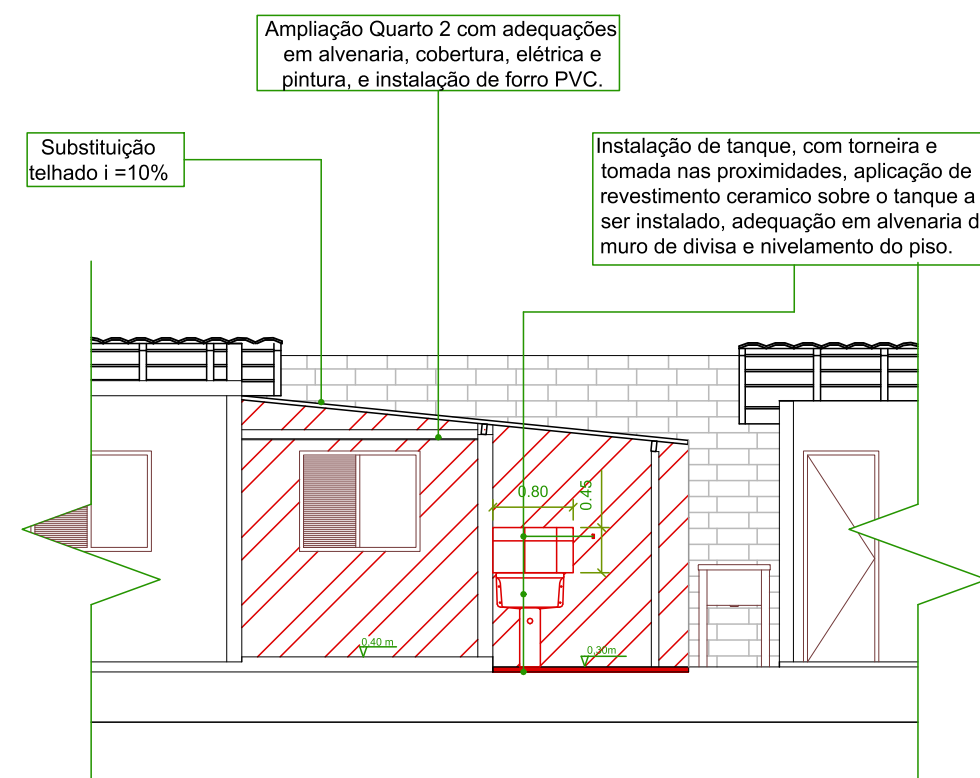 Ampliação Quarto 2 com adequações
em alvenaria, cobertura, elétrica e
pintura, e instalação de forro PVC.
Substituição
telhado i =10%
Instalação de tanque, com torneira e
tomada nas proximidades, aplicação de
revestimento ceramico sobre o tanque a
ser instalado, adequação em alvenaria d
muro de divisa e nivelamento do piso.
0.80
0.45
0,40 m
0,30m